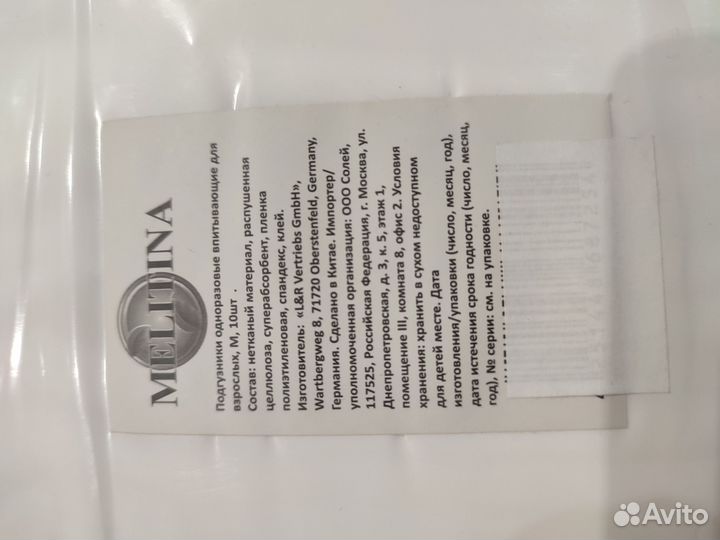 MELITINA
Подгузники одноразовые впитывающие для
взрослых, М, 10шт .
Состав: нетканый материал, распушенная
целлюлоза, суперабсорбент, пленка
полиэтиленовая, спандекс, клей.
Изготовитель: «L&R Vertriebs GmbH»,
Wartbergweg 8, 71720 Oberstenfeld, Germany,
Германия. Сделано в Китае. Импортер/
уполномоченная организация: ООО Солей,
117525, Российская Федерация, г. Москва, ул.
Днепропетровская, д. 3, к. 5, этаж 1,
помещение III, комната 8, офис 2. Условия
хранения: хранить в сухом недоступном
для детей месте. Дата
изготовления/упаковки (число, месяц, год),
дата истечения срока годности (число, месяц,
год), № серии: см. на упаковке.
Avito